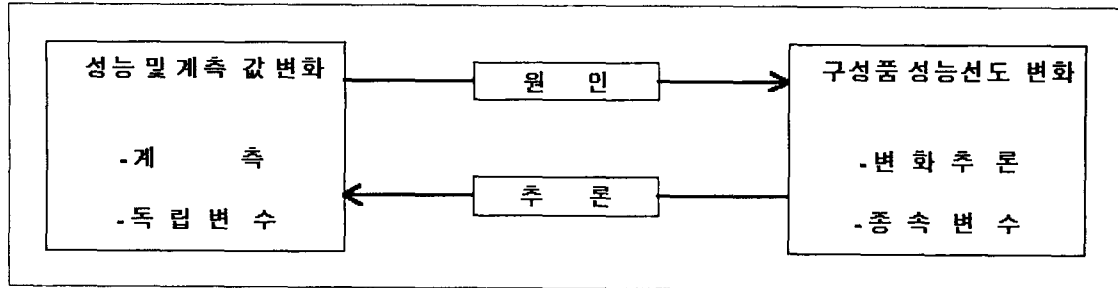 성능 및 계측 값 변화
- 계 측
- 독 립 변 수
원 인
추 론
구성품 성능선도 변화
- 변 화 추 론
- 종 속 변 수